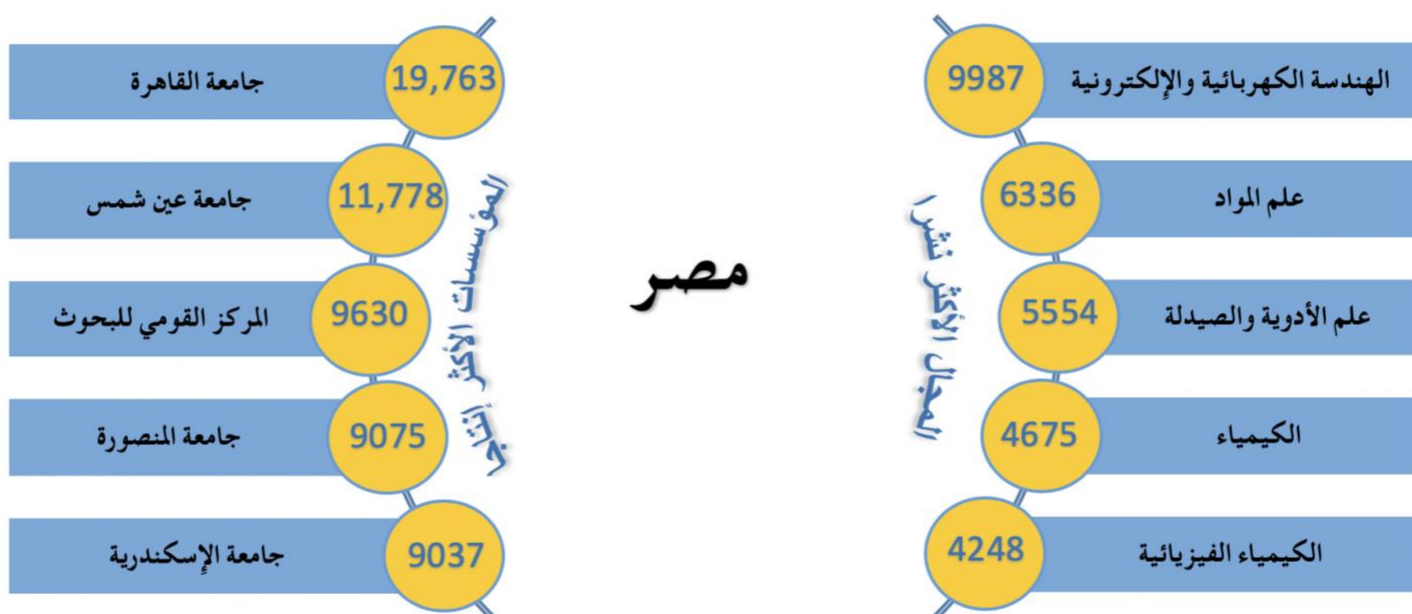 مصر
المجال الأكثر نشرا
الهندسة الكهربائية والإلكترونية
9987
علم المواد
6336
علم الأدوية والصيدلة
5554
الكيمياء
4675
الكيمياء الفيزيائية
4248
المؤسسات الأكثر إنتاجا
19,763
جامعة القاهرة
11,778
جامعة عين شمس
9630
المركز القومي للبحوث
9075
جامعة المنصورة
9037
جامعة الإسكندرية